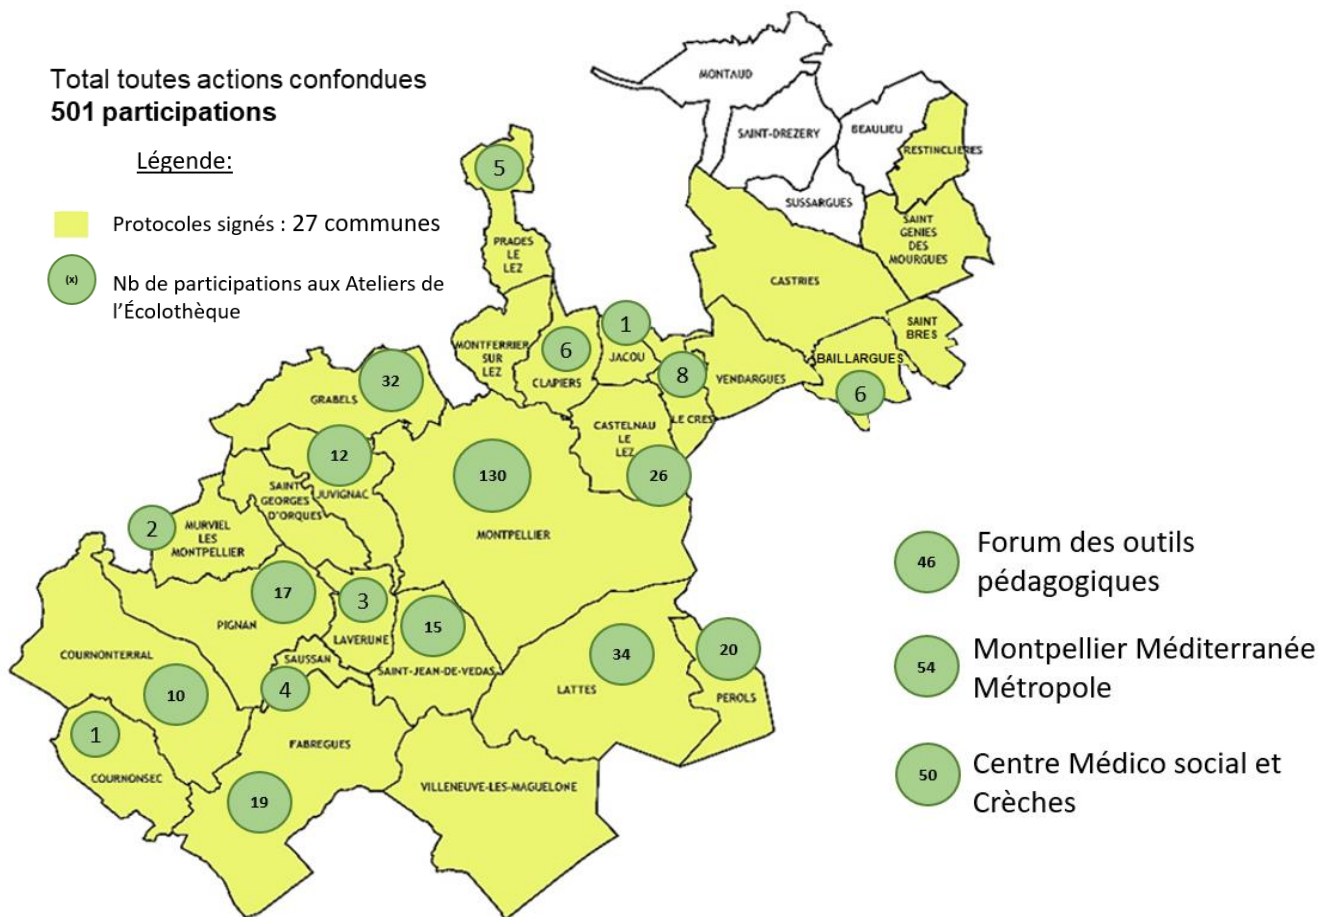 Total toutes actions confondues
501 participations
Légende:
Protocoles signés : 27 communes
(x)
Nb de participations aux Ateliers de
l'Écolothèque
MONTAUD
SAINT-DREZERY
BEAULIEU
RESTINCLIERES
SUSSARGUES
SAINT
GENIES
DES
MOURGUES
CASTRIES
SAINT
BRES
BAILLARGUES
6
VENDARGUES
5
PRADES
LE
LEZ
MONTFERRIER
SUR
LEZ
6
CLAPIERS
1
JACOU
8
LE CRES
CASTELNAU
LE
LEZ
26
32
GRABELS
12
JUVIGNAC
SAINT
GEORGES
D'ORQUES
130
MONTPELLIER
2
MURVIEL
LES
MONTPELLIER
17
PIGNAN
3
LAVERUNE
15
SAINT-JEAN-DE-VEDAS
SAUSSAN
4
COURNONTERRAL
10
1
COURNONSEC
FABREGUES
19
VILLENEUVE-LES-MAGUELONE
34
LATTES
20
PEROLS
46
Forum des outils
pédagogiques
54
Montpellier Méditerranée
Métropole
50
Centre Médico social et
Crèches